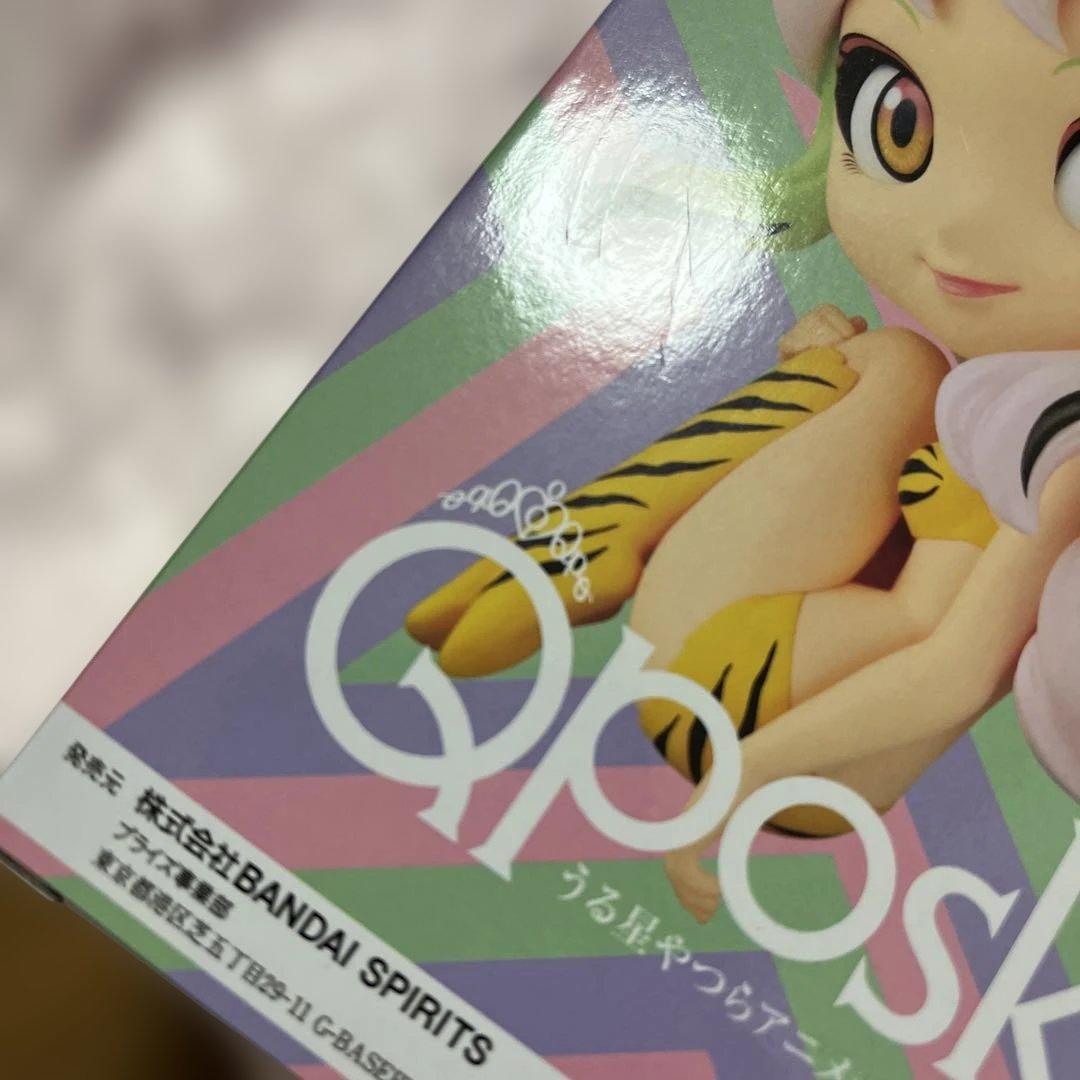 Qposk
うる星やつらアニメ
発売元 株式会社BANDAI SPIRITS
プライズ事業部
東京都港区芝五丁目29-11 G-BASE